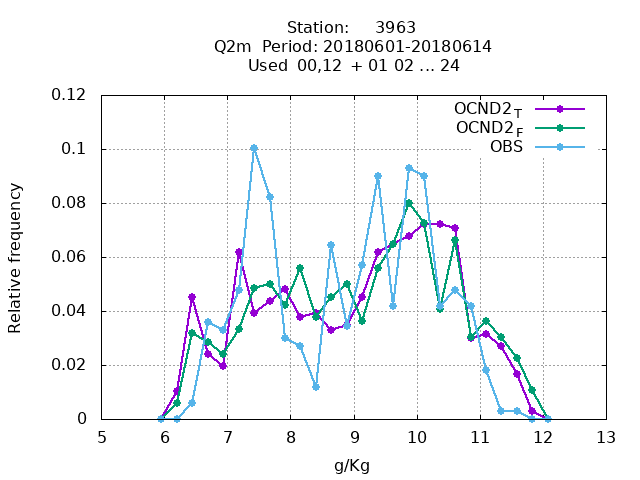 Station: 3963
Q2m Period: 20180601-20180614
Used 00,12 + 01 02 ... 24
Relative frequency
0.12
0.1
0.08
0.06
0.04
0.02
0
OCND2_T
OCND2_F
OBS
5 6 7 8 9 10 11 12 13
g/Kg